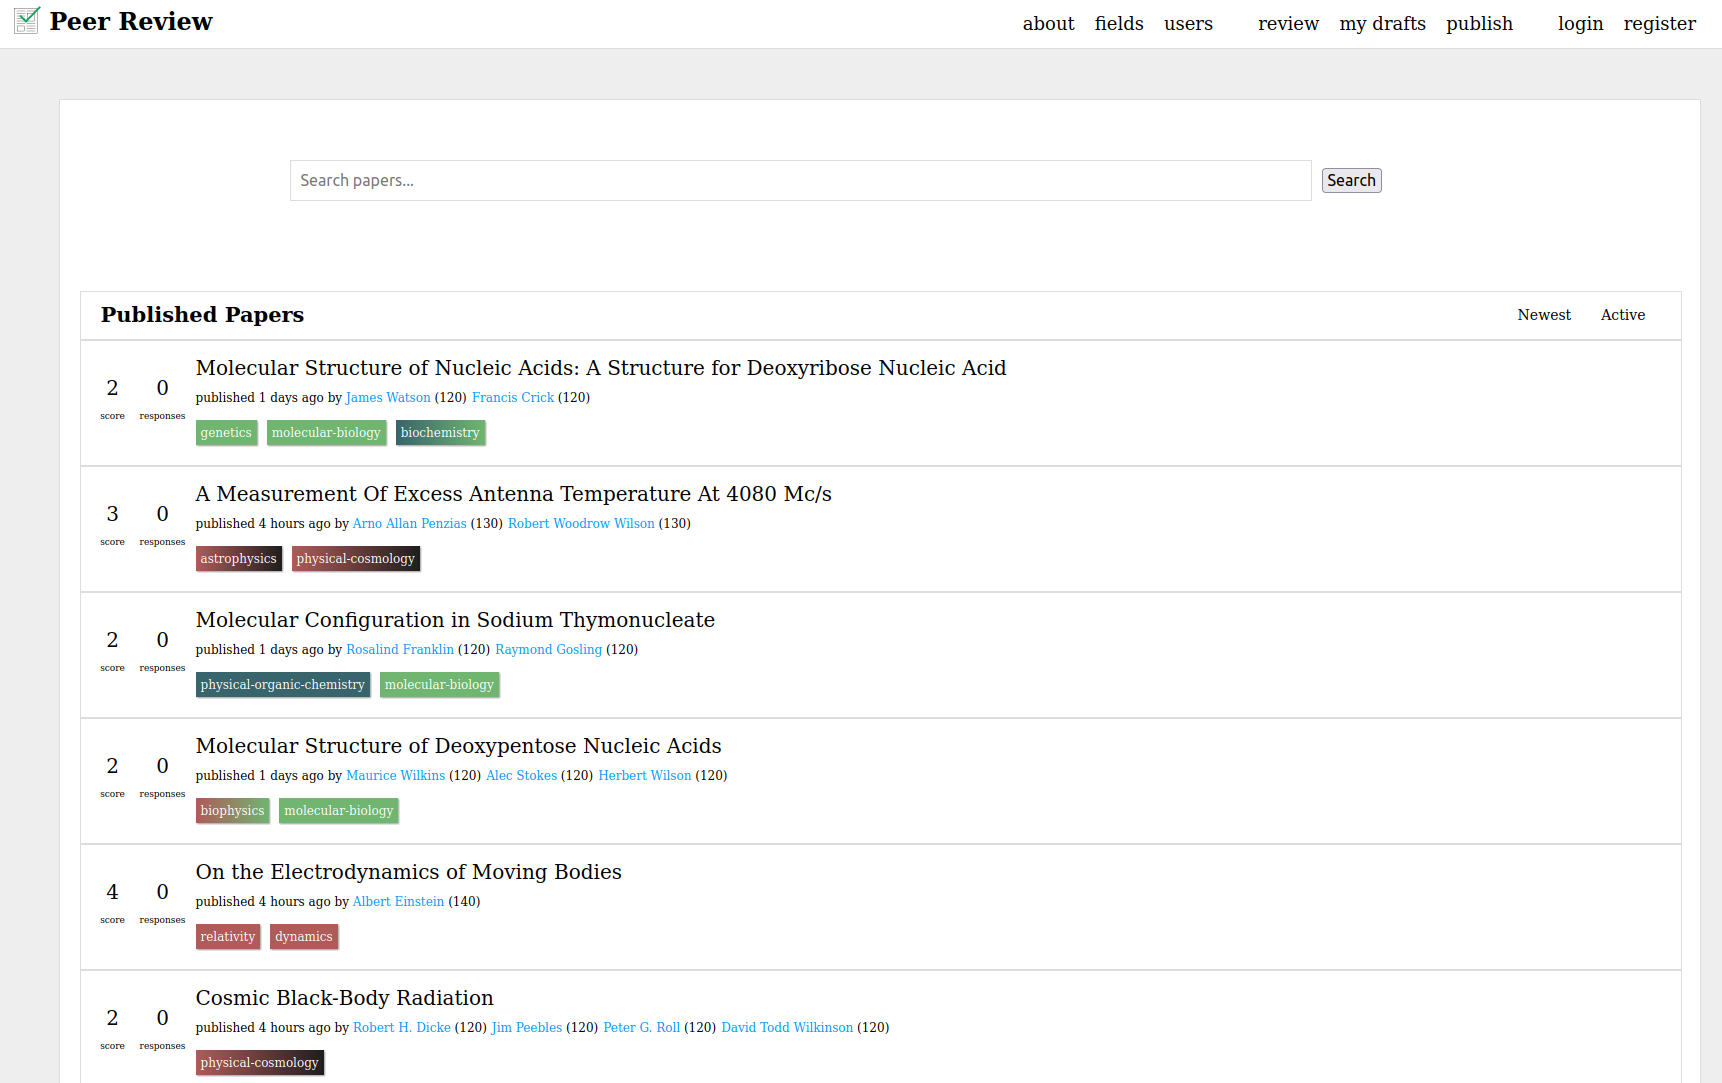 Peer Review about fields users review my drafts publish login register
Search papers... Search
Published Papers Newest Active
Molecular Structure of Nucleic Acids: A Structure for Deoxyribose Nucleic Acid
2 0
published 1 days ago by James Watson (120) Francis Crick (120)
score responses
genetics molecular-biology biochemistry
A Measurement Of Excess Antenna Temperature At 4080 Mc/s
3 0
published 4 hours ago by Arno Allan Penzias (130) Robert Woodrow Wilson (130)
score responses
astrophysics physical-cosmology
Molecular Configuration in Sodium Thymonucleate
2 0
published 1 days ago by Rosalind Franklin (120) Raymond Gosling (120)
score responses
physical-organic-chemistry molecular-biology
Molecular Structure of Deoxypentose Nucleic Acids
2 0
published 1 days ago by Maurice Wilkins (120) Alec Stokes (120) Herbert Wilson (120)
score responses
biophysics molecular-biology
On the Electrodynamics of Moving Bodies
4 0
published 4 hours ago by Albert Einstein (140)
score responses
relativity dynamics
Cosmic Black-Body Radiation
2 0
published 4 hours ago by Robert H. Dicke (120) Jim Peebles (120) Peter G. Roll (120) David Todd Wilkinson (120)
score responses
physical-cosmology